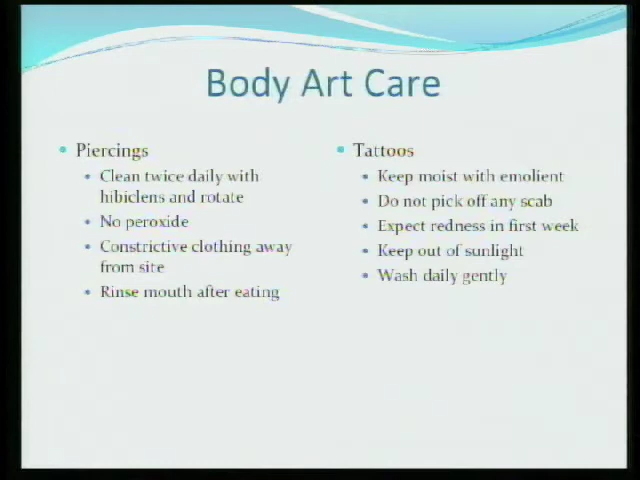 Body Art Care
Piercings
Clean twice daily with
hibiclens and rotate
No peroxide
Constrictive clothing away
from site
Rinse mouth after eating
Tattoos
Keep moist with emolient
Do not pick off any scab
Expect redness in first week
Keep out of sunlight
Wash daily gently